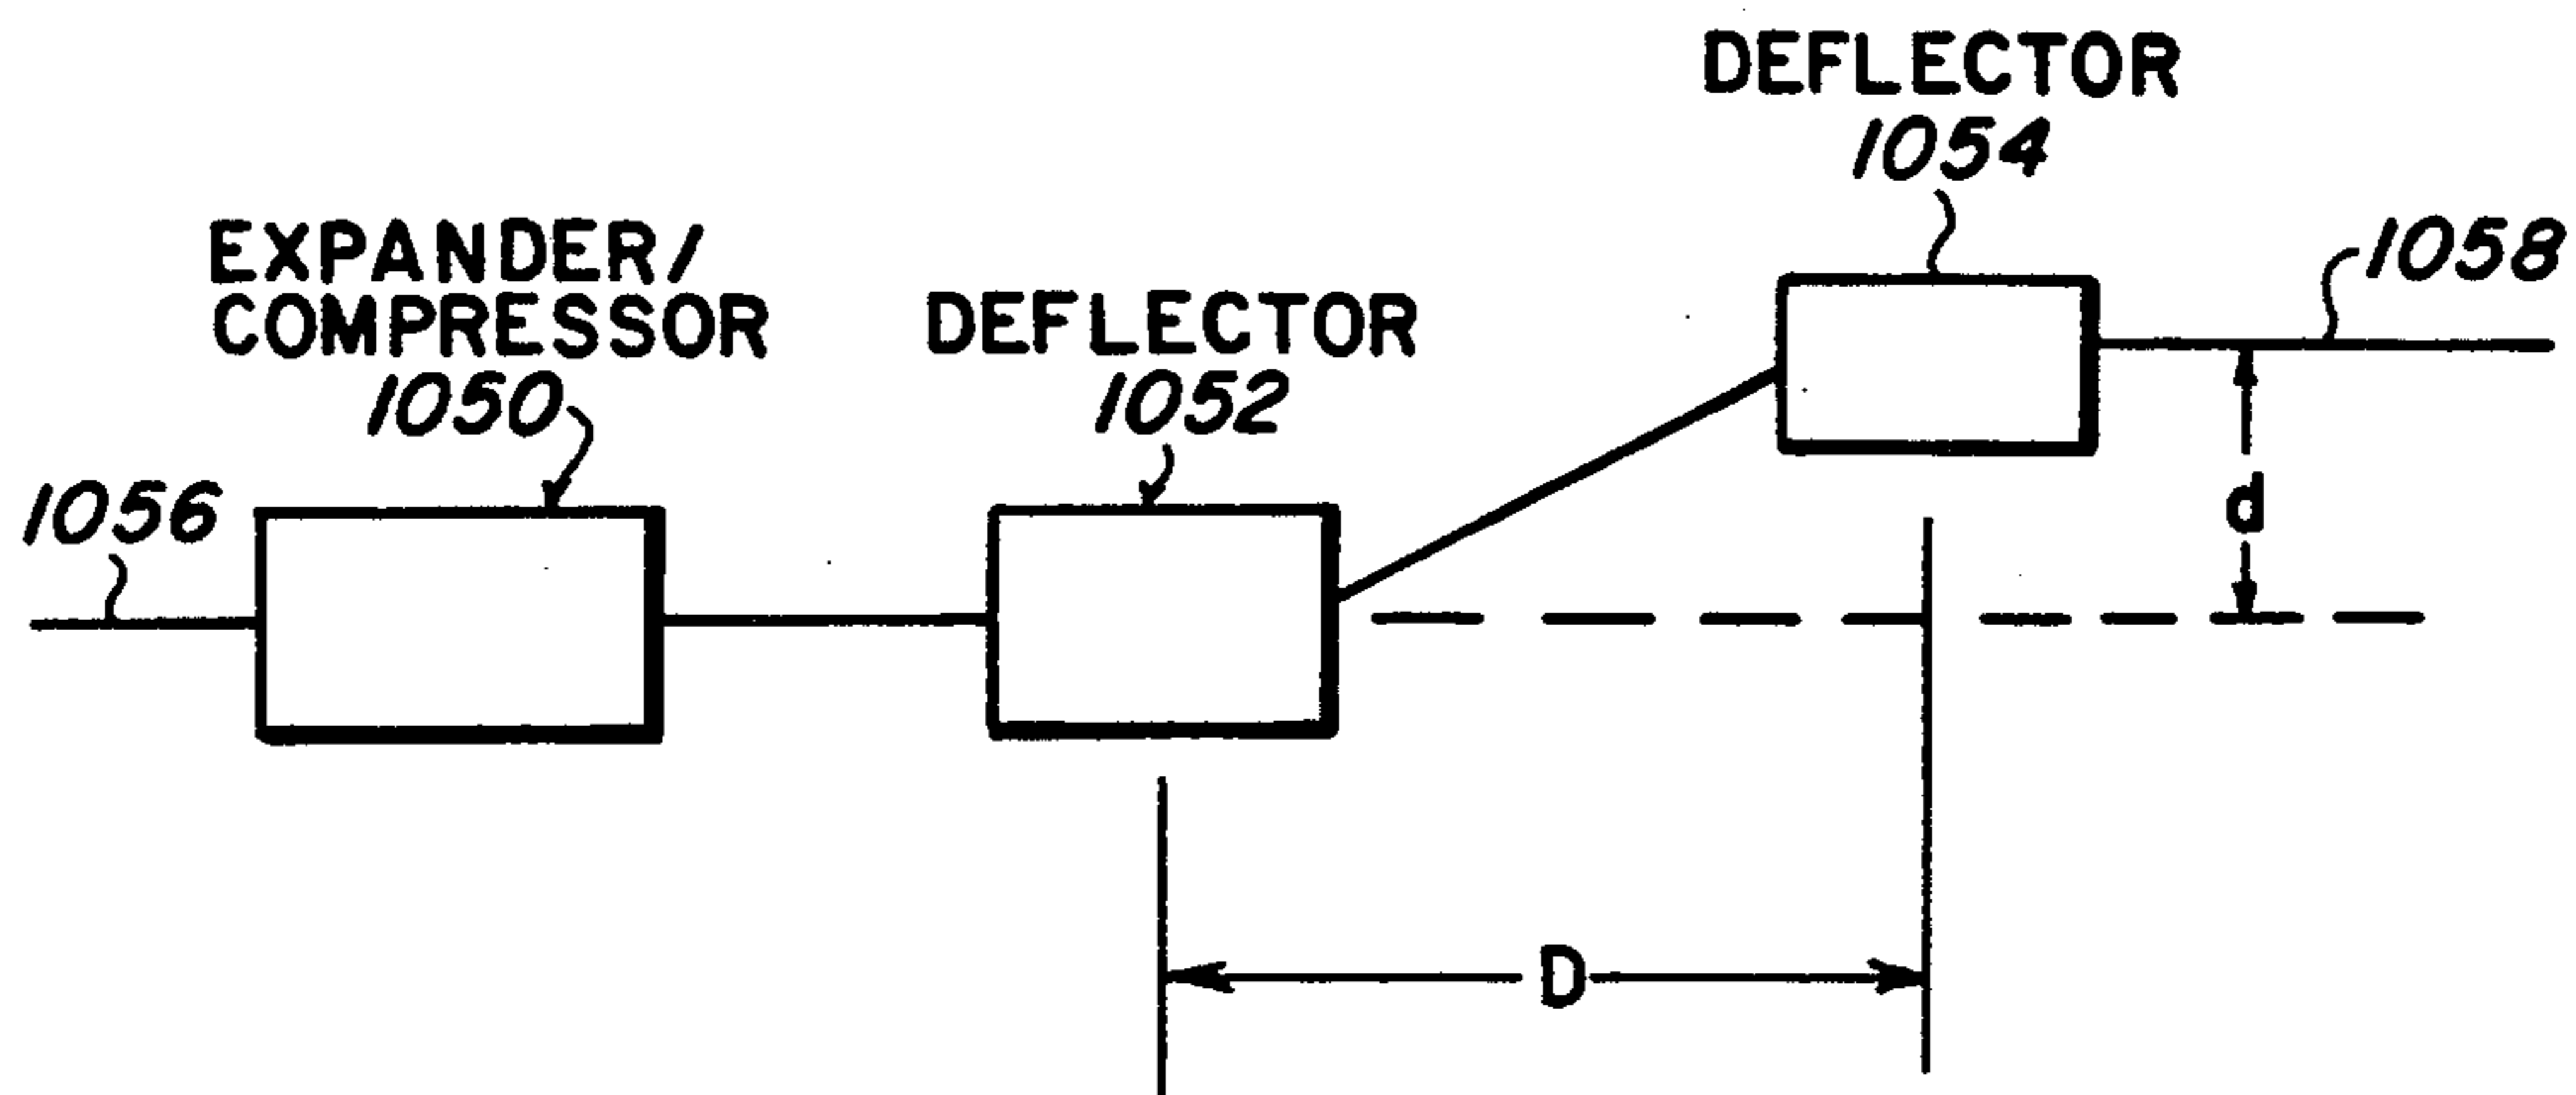 DEFLECTOR
1054
EXPANDER/
COMPRESSOR
1050
DEFLECTOR
1052
1058
1056
d
D